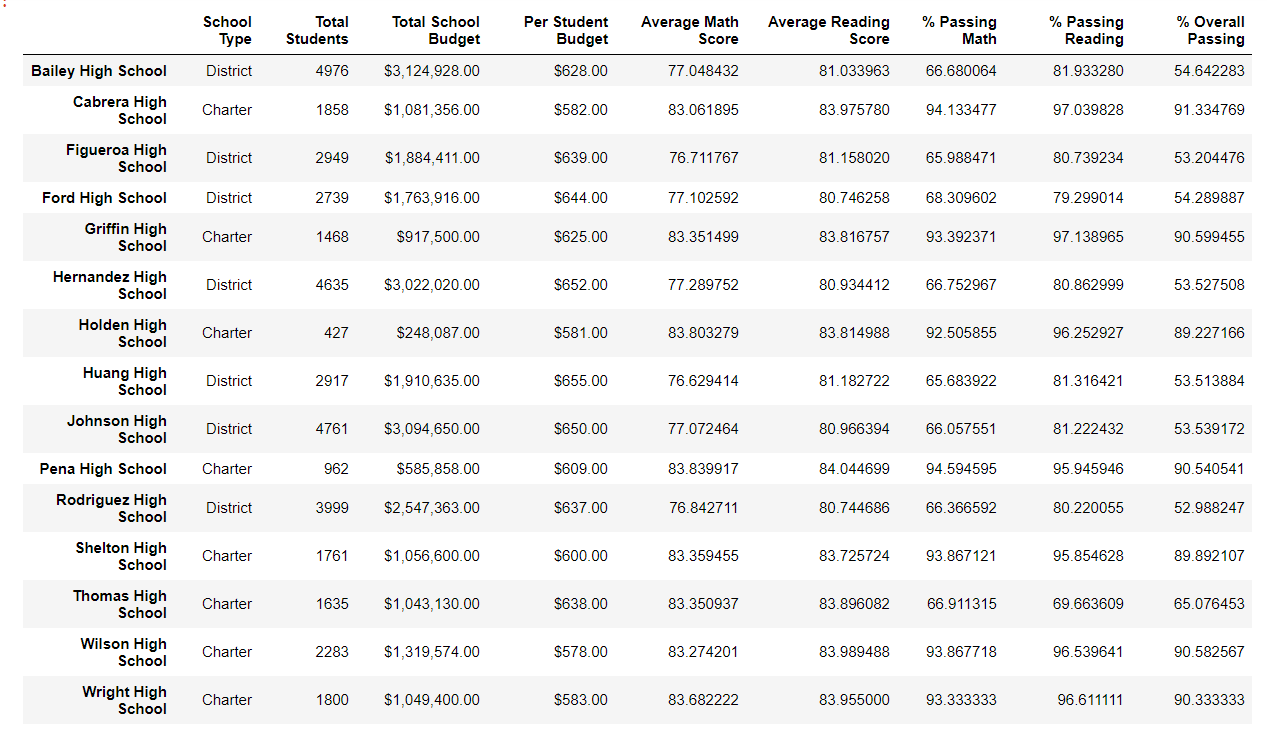 School Type Total Students Total School Budget Per Student Budget Average Math Score Average Reading Score % Passing Math % Passing Reading % Overall Passing
Bailey High School District 4976 $3,124,928.00 $628.00 77.048432 81.033963 66.680064 81.933280 54.642283
Cabrera High School Charter 1858 $1,081,356.00 $582.00 83.061895 83.975780 94.133477 97.039828 91.334769
Figueroa High School District 2949 $1,884,411.00 $639.00 76.711767 81.158020 65.988471 80.739234 53.204476
Ford High School District 2739 $1,763,916.00 $644.00 77.102592 80.746258 68.309602 79.299014 54.289887
Griffin High School Charter 1468 $917,500.00 $625.00 83.351499 83.816757 93.392371 97.138965 90.599455
Hernandez High School District 4635 $3,022,020.00 $652.00 77.289752 80.934412 66.752967 80.862999 53.527508
Holden High School Charter 427 $248,087.00 $581.00 83.803279 83.814988 92.505855 96.252927 89.227166
Huang High School District 2917 $1,910,635.00 $655.00 76.629414 81.182722 65.683922 81.316421 53.513884
Johnson High School District 4761 $3,094,650.00 $650.00 77.072464 80.966394 66.057551 81.222432 53.539172
Pena High School Charter 962 $585,858.00 $609.00 83.839917 84.044699 94.594595 95.945946 90.540541
Rodriguez High School District 3999 $2,547,363.00 $637.00 76.842711 80.744686 66.366592 80.220055 52.988247
Shelton High School Charter 1761 $1,056,600.00 $600.00 83.359455 83.725724 93.867121 95.854628 89.892107
Thomas High School Charter 1635 $1,043,130.00 $638.00 83.350937 83.896082 66.911315 69.663609 65.076453
Wilson High School Charter 2283 $1,319,574.00 $578.00 83.274201 83.989488 93.867718 96.539641 90.582567
Wright High School Charter 1800 $1,049,400.00 $583.00 83.682222 83.955000 93.333333 96.611111 90.333333